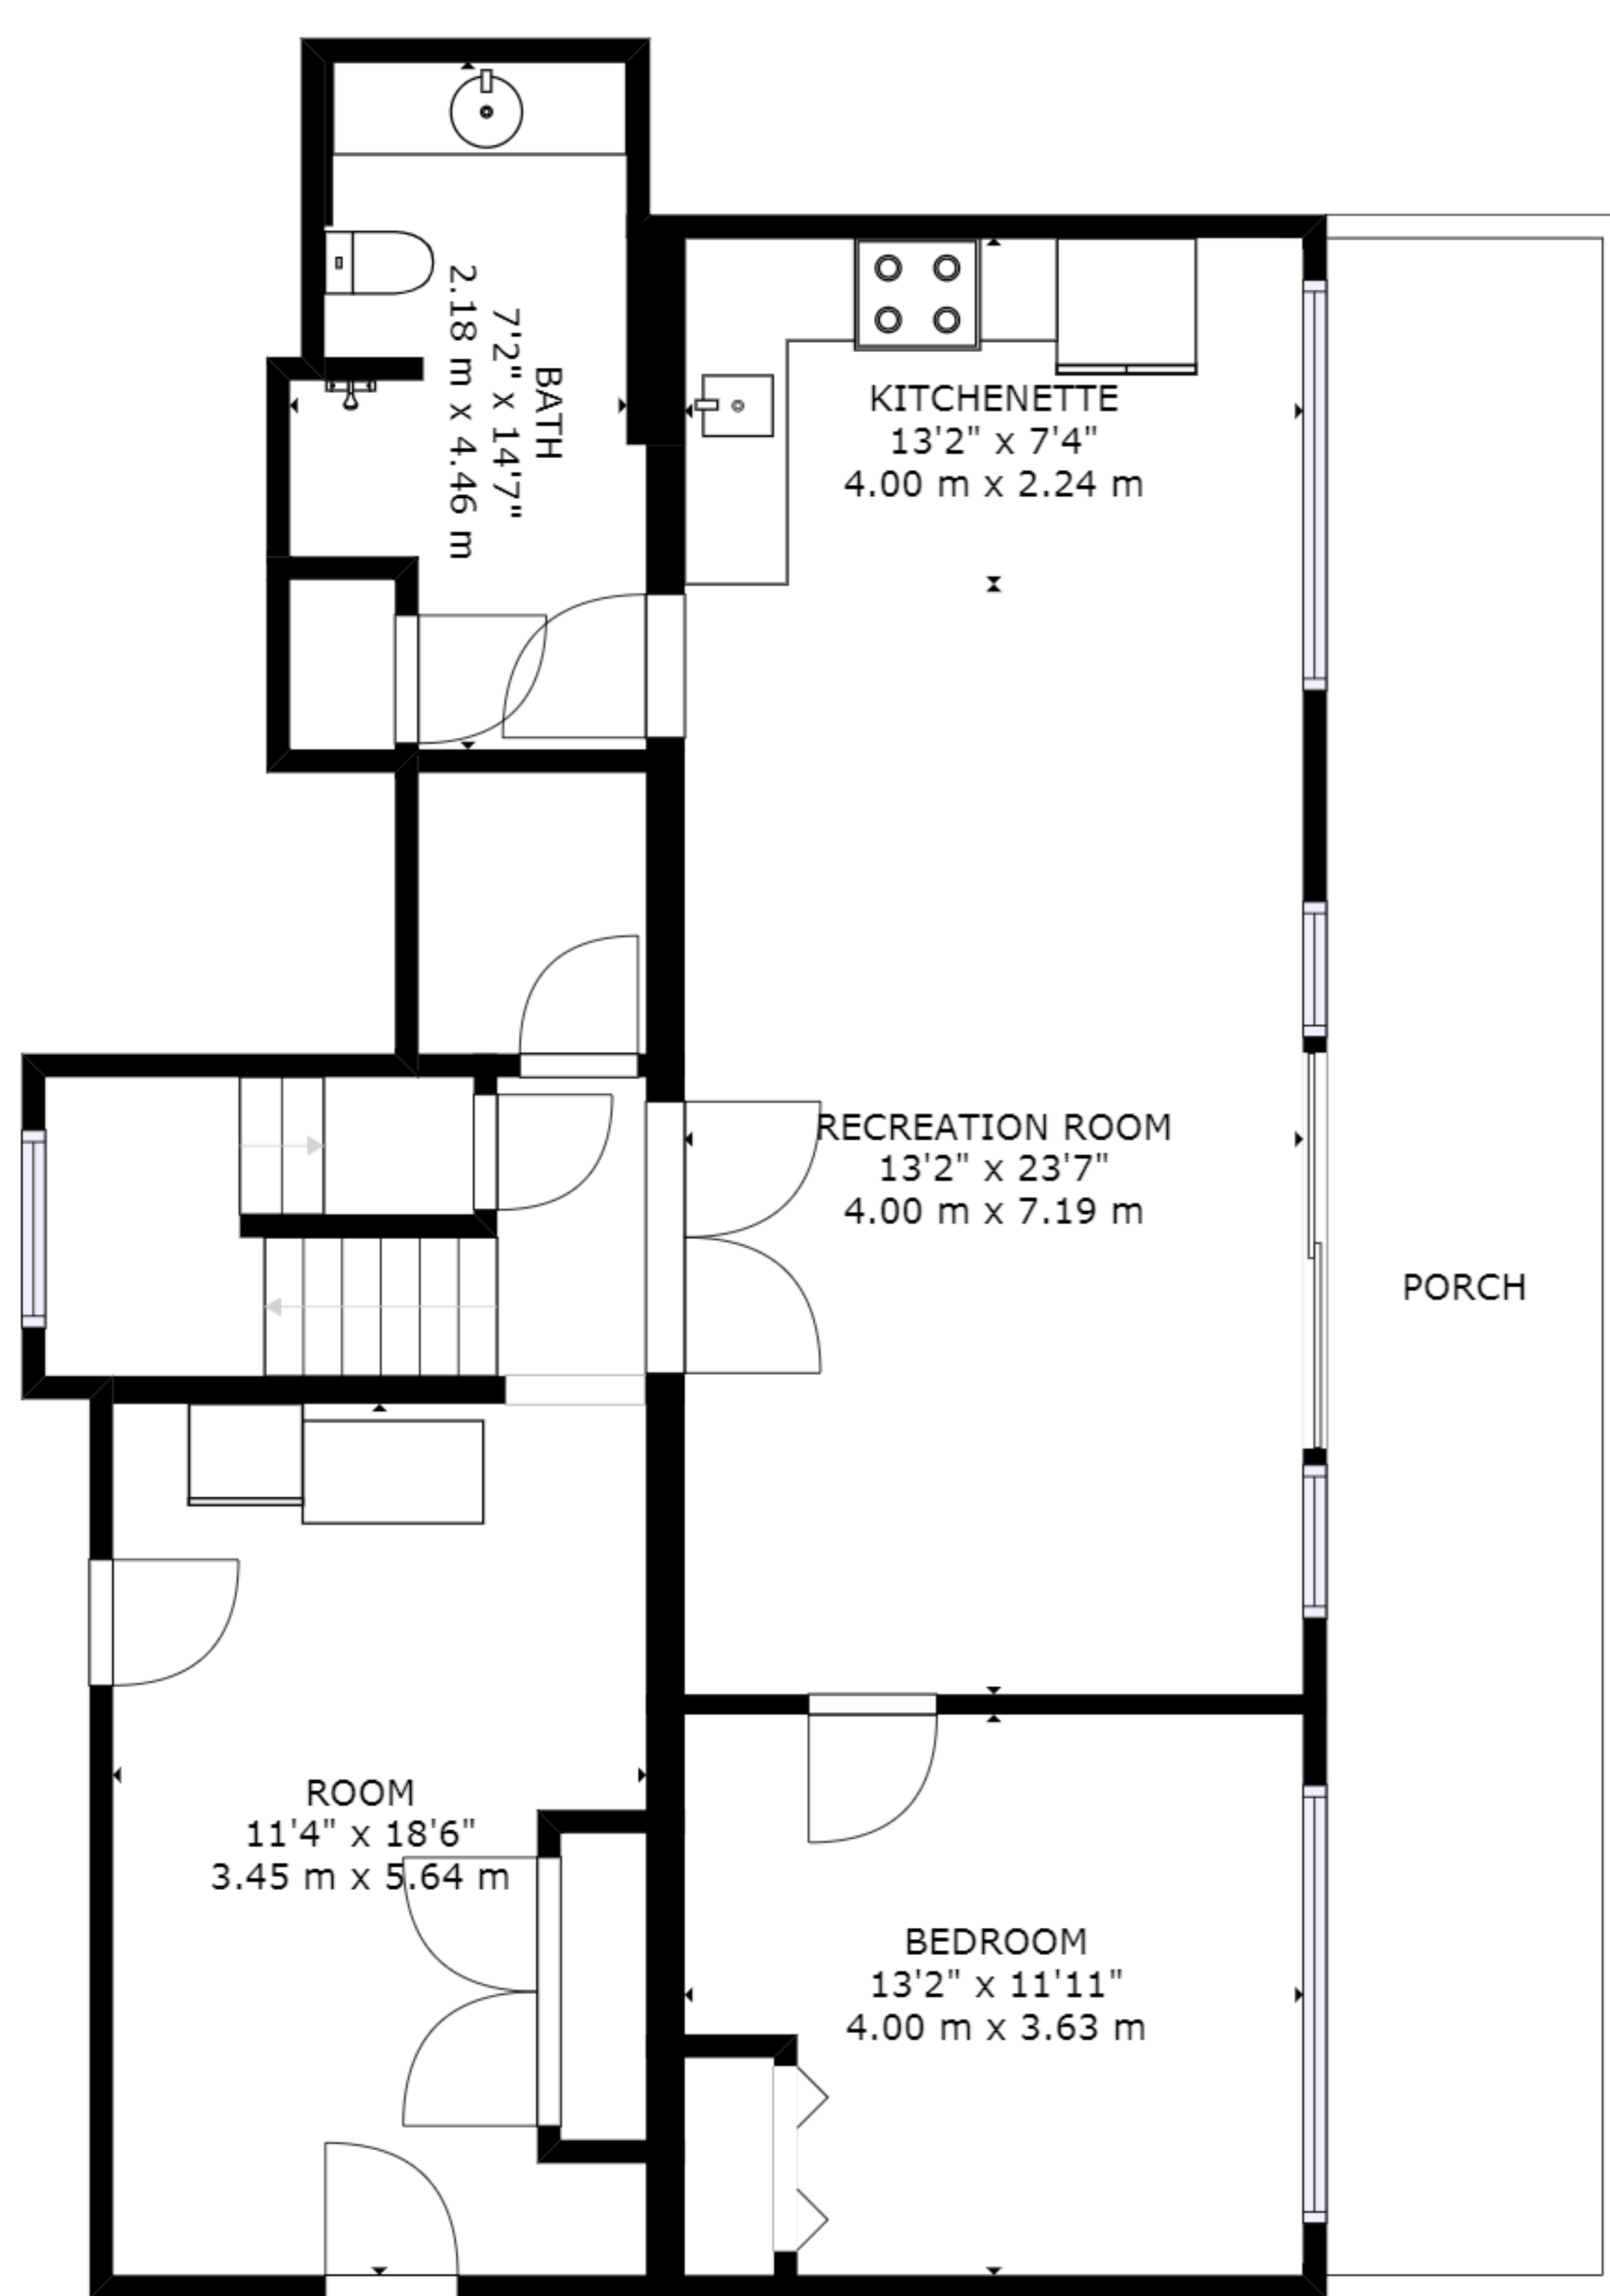 BATH
7'2" x 14'7"
2.18 m x 4.46 m
KITCHENETTE
13'2" x 7'4"
4.00 m x 2.24 m
RECREATION ROOM
13'2" x 23'7"
4.00 m x 7.19 m
PORCH
ROOM
11'4" x 18'6"
3.45 m x 5.64 m
BEDROOM
13'2" x 11'11"
4.00 m x 3.63 m